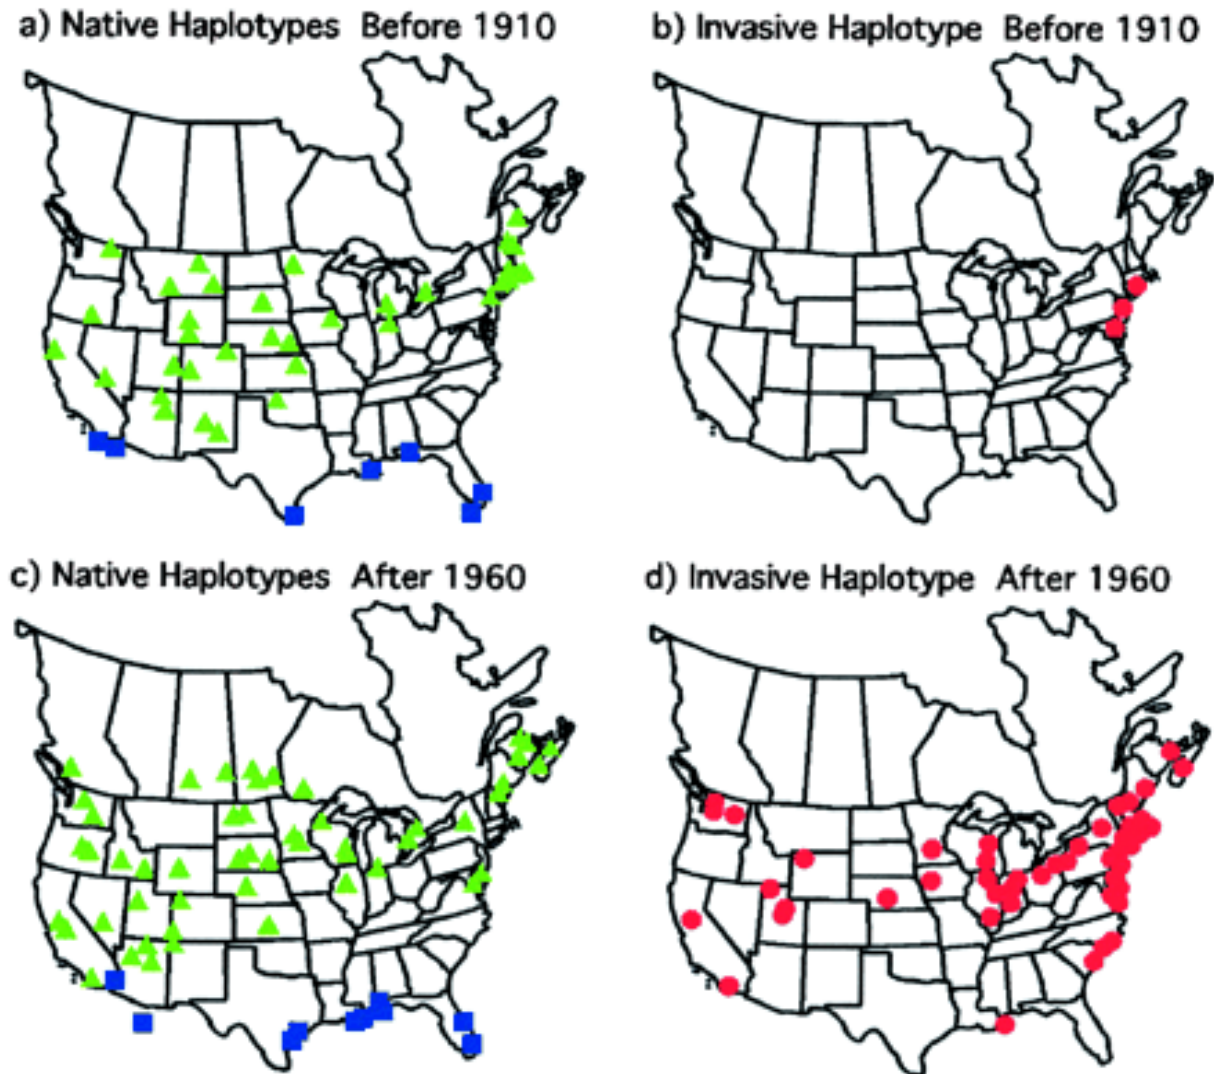 a) Native Haplotypes Before 1910
b) Invasive Haplotype Before 1910
c) Native Haplotypes After 1960
d) Invasive Haplotype After 1960